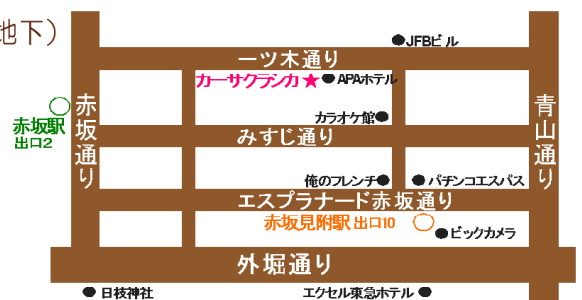 地下）
JFBビル
一ツ木通り
カーサクラシカ★
APAホテル
赤坂通り
青山通り
カラオケ館
赤坂駅
出口2
みすじ通り
俺のフレンチ
パチンコエスパス
エスプラナード赤坂通り
赤坂見附駅 出口10
ビックカメラ
外堀通り
日枝神社
エクセル東急ホテル